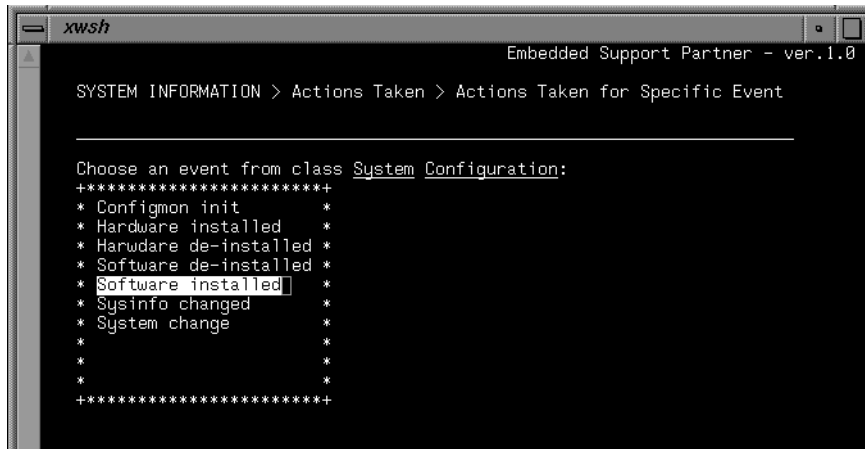 xwsh
Embedded Support Partner - ver.1.0
SYSTEM INFORMATION > Actions Taken > Actions Taken for Specific Event
Choose an event from class System Configuration:
+***********************+
* Configmon init *
* Hardware installed *
* Harwdare de-installed *
* Software de-installed *
* Software installed *
* Sysinfo changed *
* System change *
* *
* *
* *
+***********************+